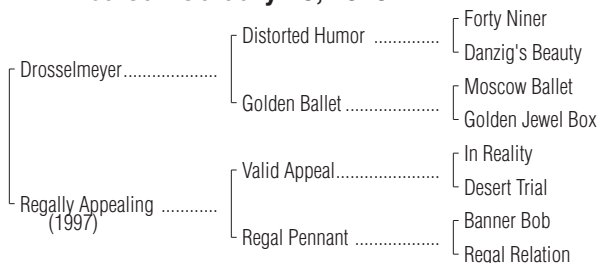 Forty Niner
Distorted Humor ..............
Danzig's Beauty
Drosselmeyer....................
Moscow Ballet
Golden Ballet ....................
Golden Jewel Box
In Reality
Valid Appeal......................
Desert Trial
Regally Appealing ............
(1997)
Banner Bob
Regal Pennant ..................
Regal Relation